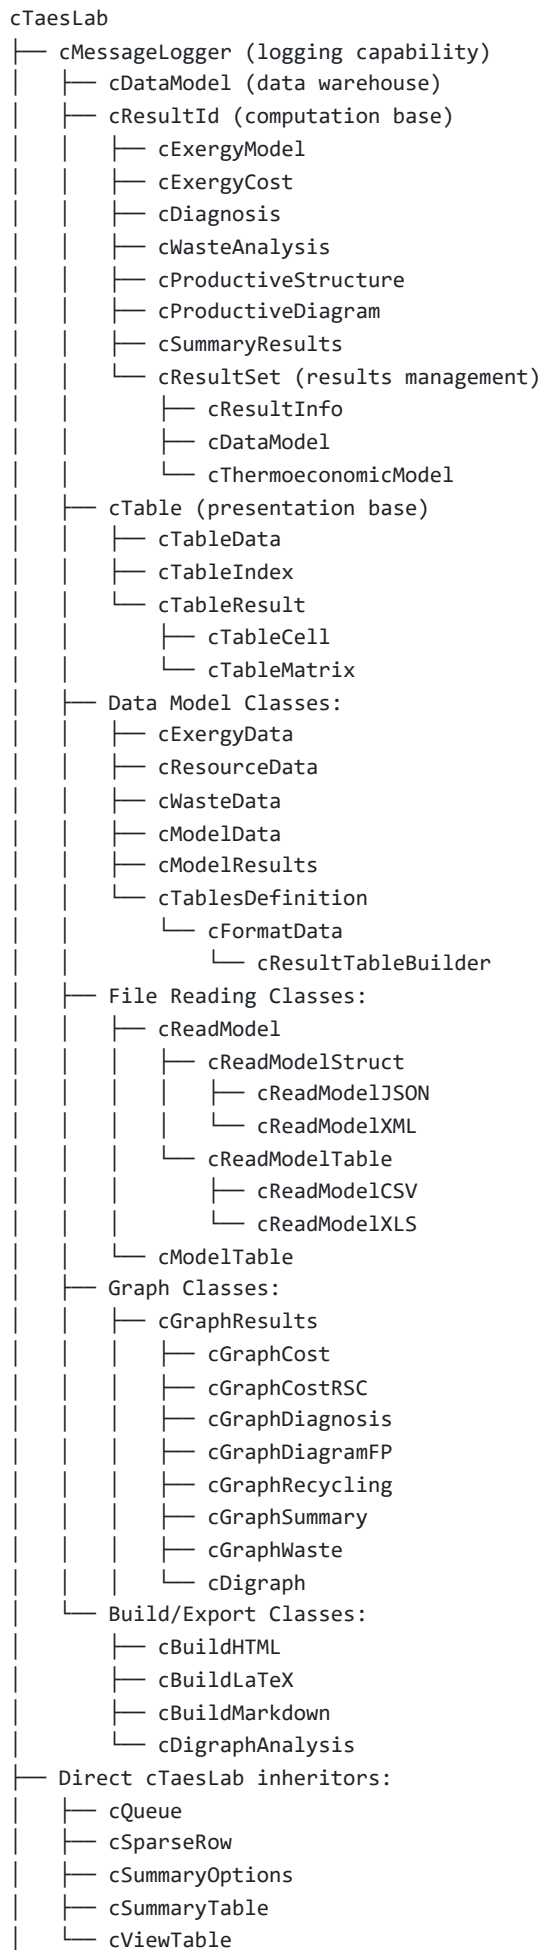 cTaesLab
├── cMessageLogger (logging capability)
│   ├── cDataModel (data warehouse)
│   ├── cResultId (computation base)
│   │   ├── cExergyModel
│   │   ├── cExergyCost
│   │   ├── cDiagnosis
│   │   ├── cWasteAnalysis
│   │   ├── cProductiveStructure
│   │   ├── cProductiveDiagram
│   │   ├── cSummaryResults
│   │   └── cResultSet (results management)
│   │       ├── cResultInfo
│   │       ├── cDataModel
│   │       └── cThermoeconomicModel
│   ├── cTable (presentation base)
│   │   ├── cTableData
│   │   ├── cTableIndex
│   │   └── cTableResult
│   │       ├── cTableCell
│   │       └── cTableMatrix
│   ├── Data Model Classes:
│   │   ├── cExergyData
│   │   ├── cResourceData
│   │   ├── cWasteData
│   │   ├── cModelData
│   │   ├── cModelResults
│   │   └── cTablesDefinition
│   │       └── cFormatData
│   │           └── cResultTableBuilder
│   ├── File Reading Classes:
│   │   ├── cReadModel
│   │   │   ├── cReadModelStruct
│   │   │   │   ├── cReadModelJSON
│   │   │   │   └── cReadModelXML
│   │   │   └── cReadModelTable
│   │   │       ├── cReadModelCSV
│   │   │       └── cReadModelXLS
│   │   └── cModelTable
│   ├── Graph Classes:
│   │   ├── cGraphResults
│   │   │   ├── cGraphCost
│   │   │   ├── cGraphCostRSC
│   │   │   ├── cGraphDiagnosis
│   │   │   ├── cGraphDiagramFP
│   │   │   ├── cGraphRecycling
│   │   │   ├── cGraphSummary
│   │   │   ├── cGraphWaste
│   │   │   └── cDigraph
│   └── Build/Export Classes:
│       ├── cBuildHTML
│       ├── cBuildLaTeX
│       ├── cBuildMarkdown
│       └── cDigraphAnalysis
├── Direct cTaesLab inheritors:
│   ├── cQueue
│   ├── cSparseRow
│   ├── cSummaryOptions
│   ├── cSummaryTable
│   └── cViewTable